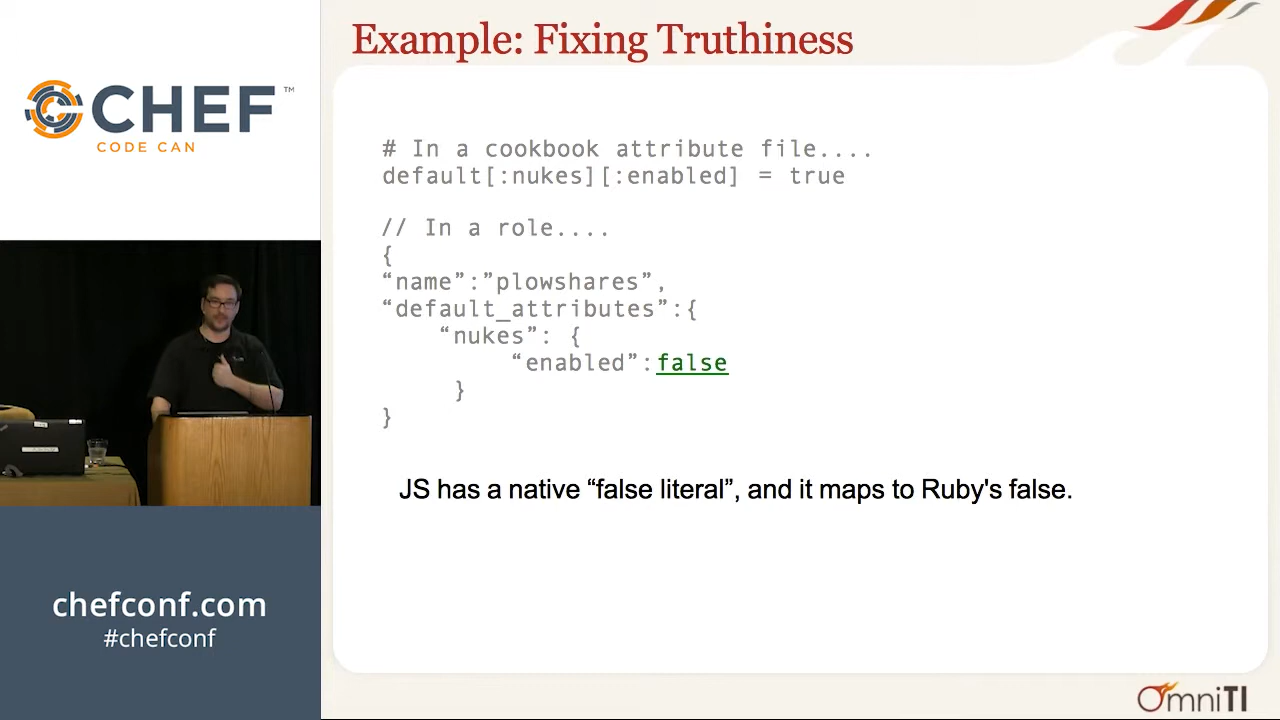 CHEF™
CODE CAN
chefconf.com
#chefconf
Example: Fixing Truthiness
# In a cookbook attribute file....
default[:nukes][:enabled] = true
// In a role....
{
“name”:”plowshares”,
“default_attributes”:{
“nukes”: {
“enabled”:false
}
}
JS has a native “false literal”, and it maps to Ruby's false.
OmniTI